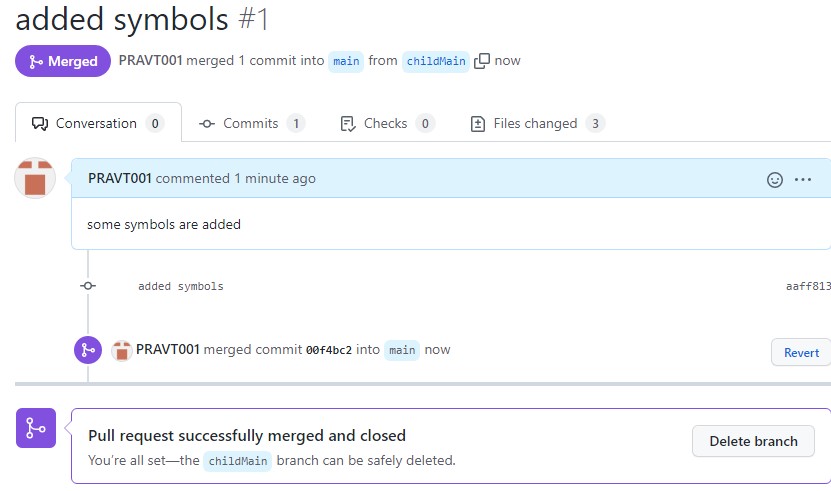 added symbols #1
Merged PRAVT001 merged 1 commit into main from childMain now
Conversation 0 Commits 1 Checks 0 Files changed 3
PRAVT001 commented 1 minute ago
some symbols are added
added symbols aaff813
PRAVT001 merged commit 00f4bc2 into main now Revert
Pull request successfully merged and closed
Delete branch
You’re all set—the childMain branch can be safely deleted.